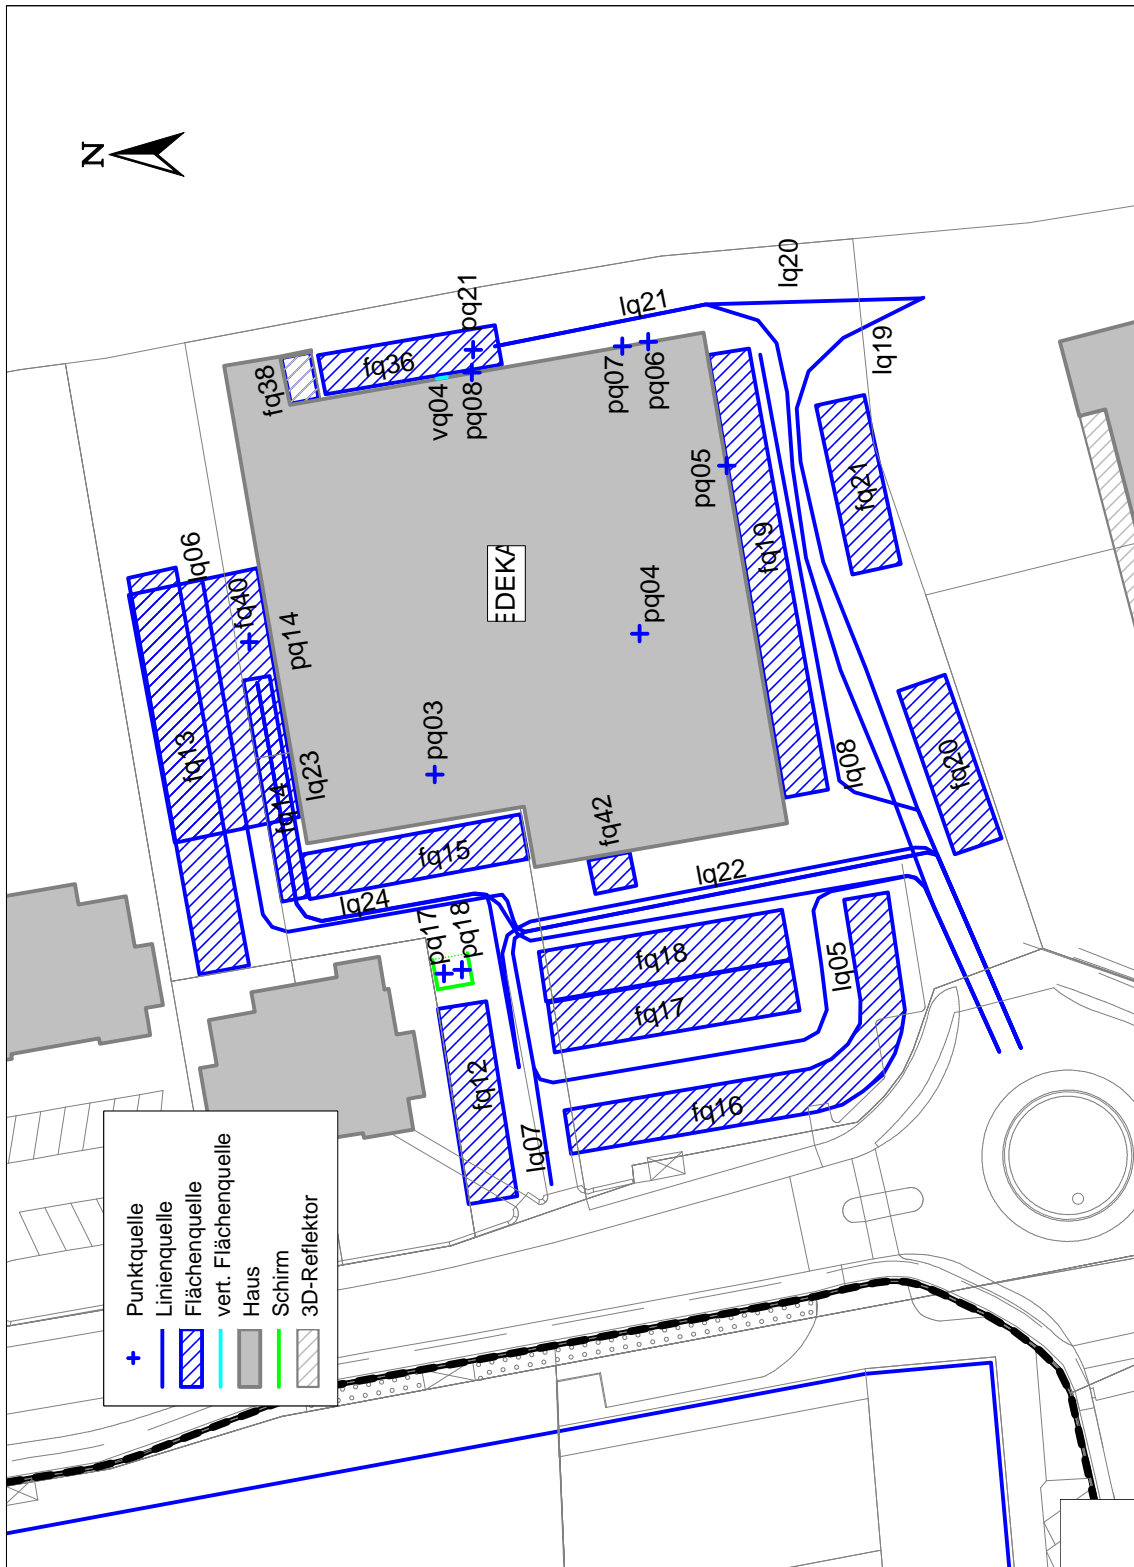 N
lq20
lq19
lq21
pq21
fq36
fq38
vq04
pq08
pq07
pq06
pq05
fq21
fq19
lq06
fq40
pq14
EDEKA
pq04
pq03
fq13
lq23
fq14
fq15
fq42
lq08
fq20
lq24
lq22
pq17
pq18
fq18
fq17
lq05
fq12
fq16
lq07
Punktquelle
Linienquelle
Flächenquelle
vert. Flächenquelle
Haus
Schirm
3D-Reflektor